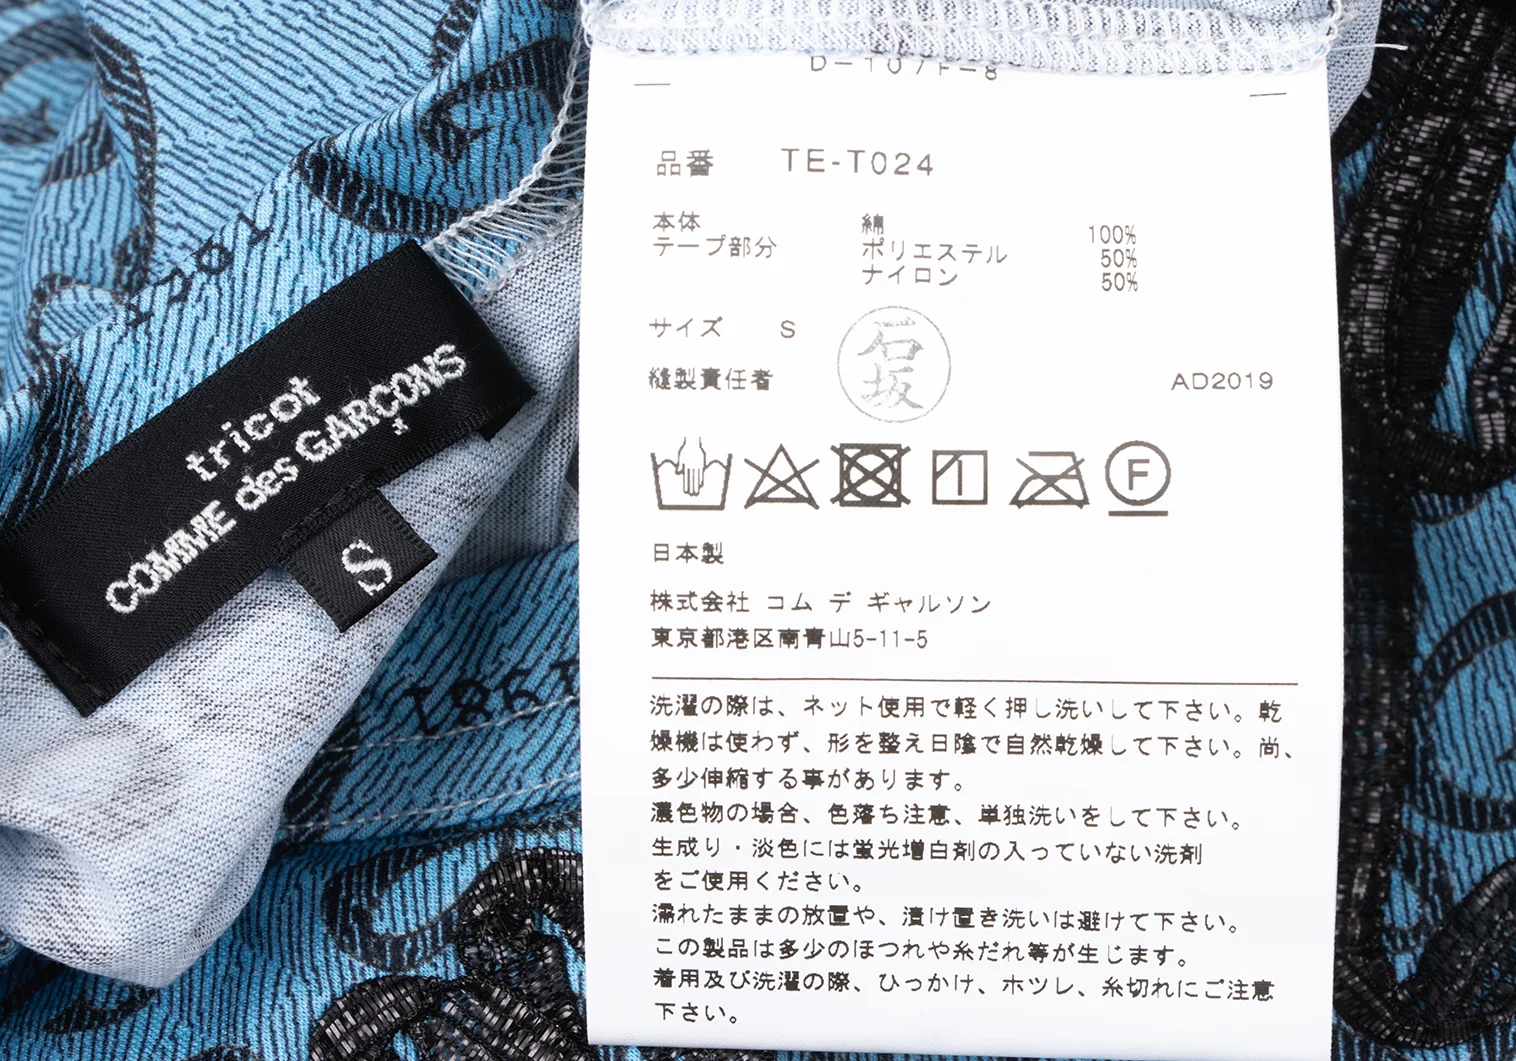 tricot
COMME des GARÇONS
S
品番 TE-T024
本体 綿 100%
テープ部分 ポリエステル 50%
ナイロン 50%
サイズ S
縫製責任者 石坂 AD2019
F
日本製
株式会社 コム デ ギャルソン
東京都港区南青山5-11-5
洗濯の際は、ネット使用で軽く押し洗いして下さい。乾
燥機は使わず、形を整え日陰で自然乾燥して下さい。尚、
多少伸縮する事があります。
濃色物の場合、色落ち注意、単独洗いをして下さい。
生成り・淡色には蛍光増白剤の入っていない洗剤
をご使用ください。
濡れたままの放置や、漬け置き洗いは避けて下さい。
この製品は多少のほつれや糸だれ等が生じます。
着用及び洗濯の際、ひっかけ、ホツレ、糸切れにご注意
下さい。